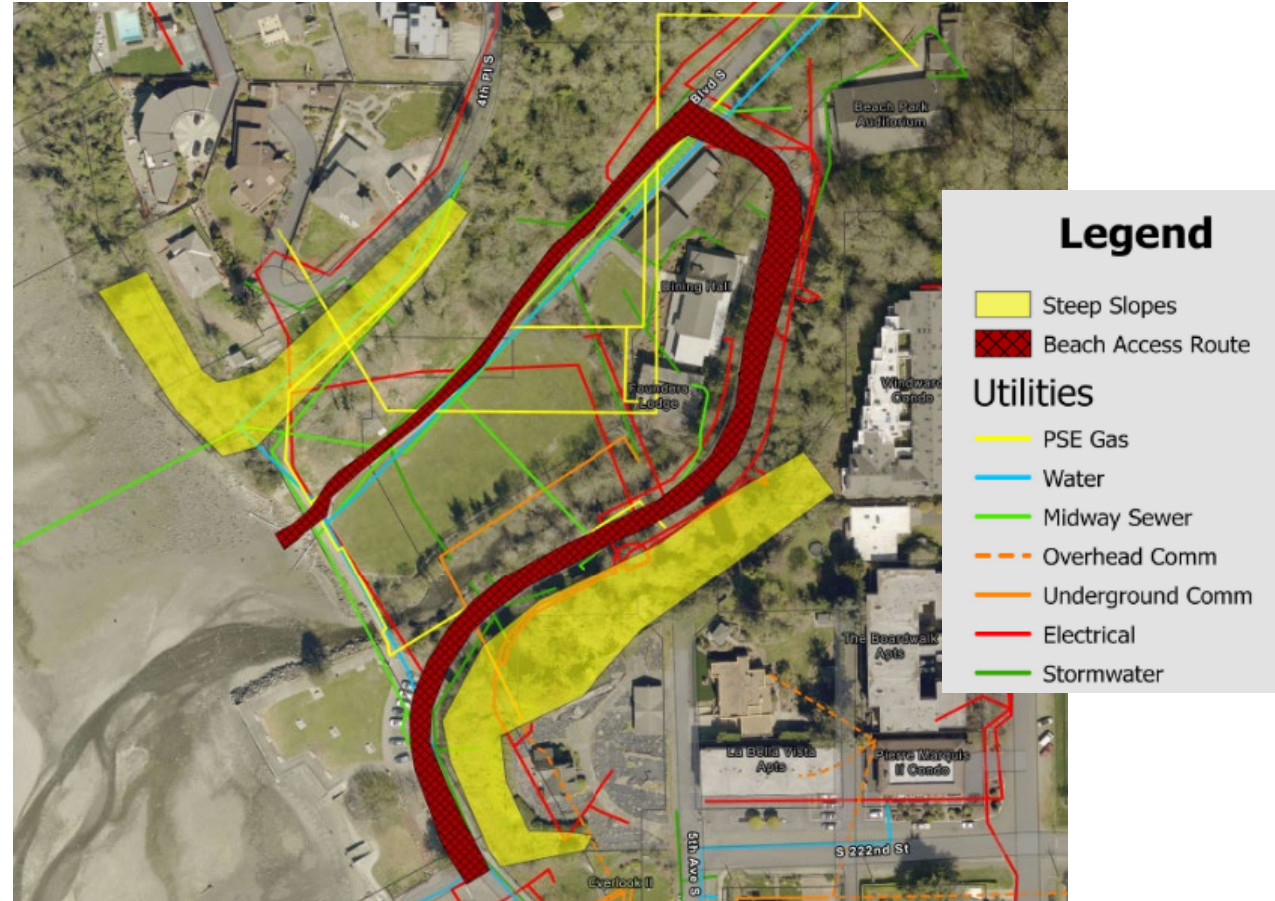 4th Pl S
Blvd S
Beach Park
Auditorium
Dining Hall
Founders
Lodge
Windward
Condo
The Boardwalk
Apts
La Bella Vista
Apts
Pierre Marquis
II Condo
5th Ave S
S 222nd St
Overlook II
Legend
Steep Slopes
Beach Access Route
Utilities
PSE Gas
Water
Midway Sewer
Overhead Comm
Underground Comm
Electrical
Stormwater